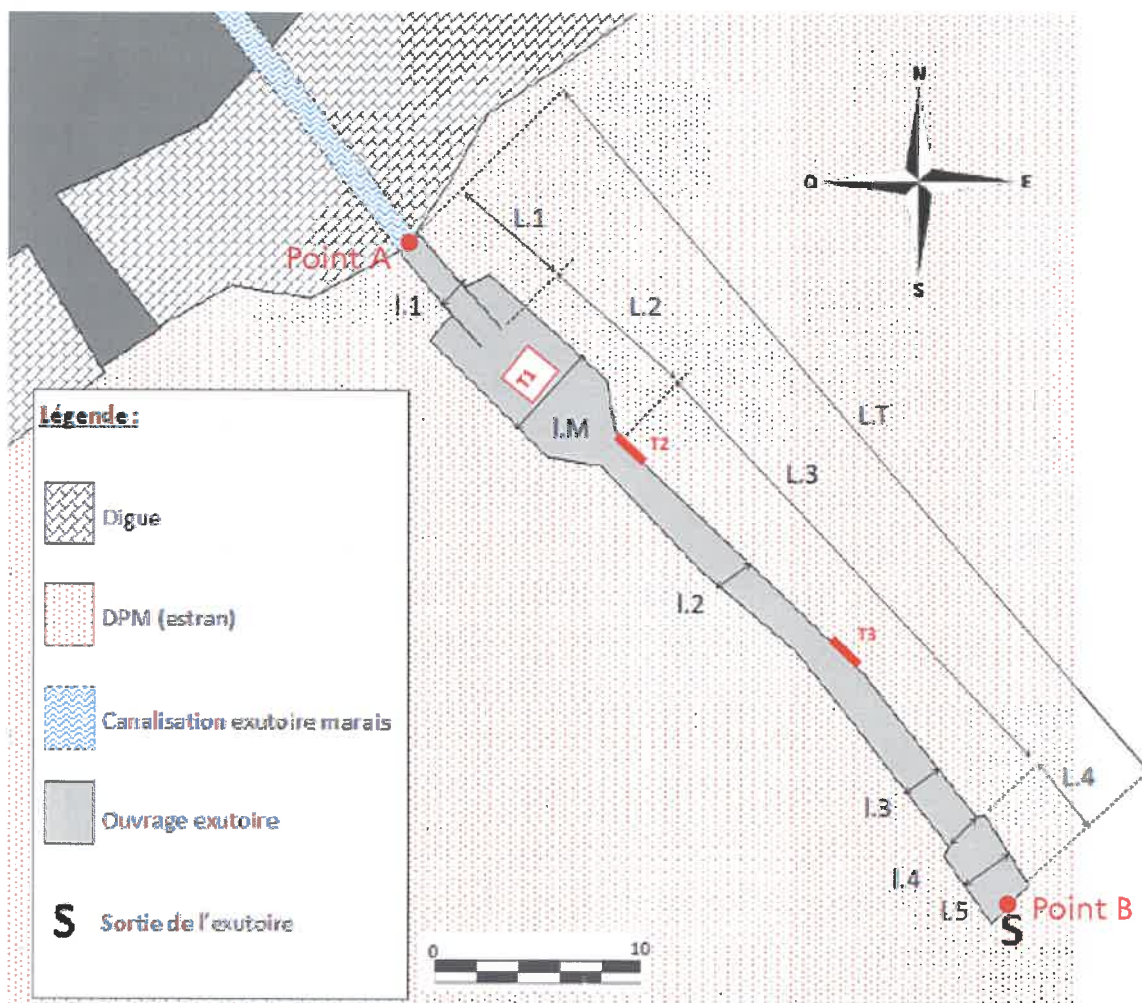 N
O
E
S
L.1
Point A
l.1
L.2
T1
L.T
Légende :
l.M
T2
L.3
Digue
l.2
DPM (estran)
T3
Canalisation exutoire marais
L.4
l.3
Ouvrage exutoire
l.4
l.5
Point B
S
S Sortie de l'exutoire
0 10